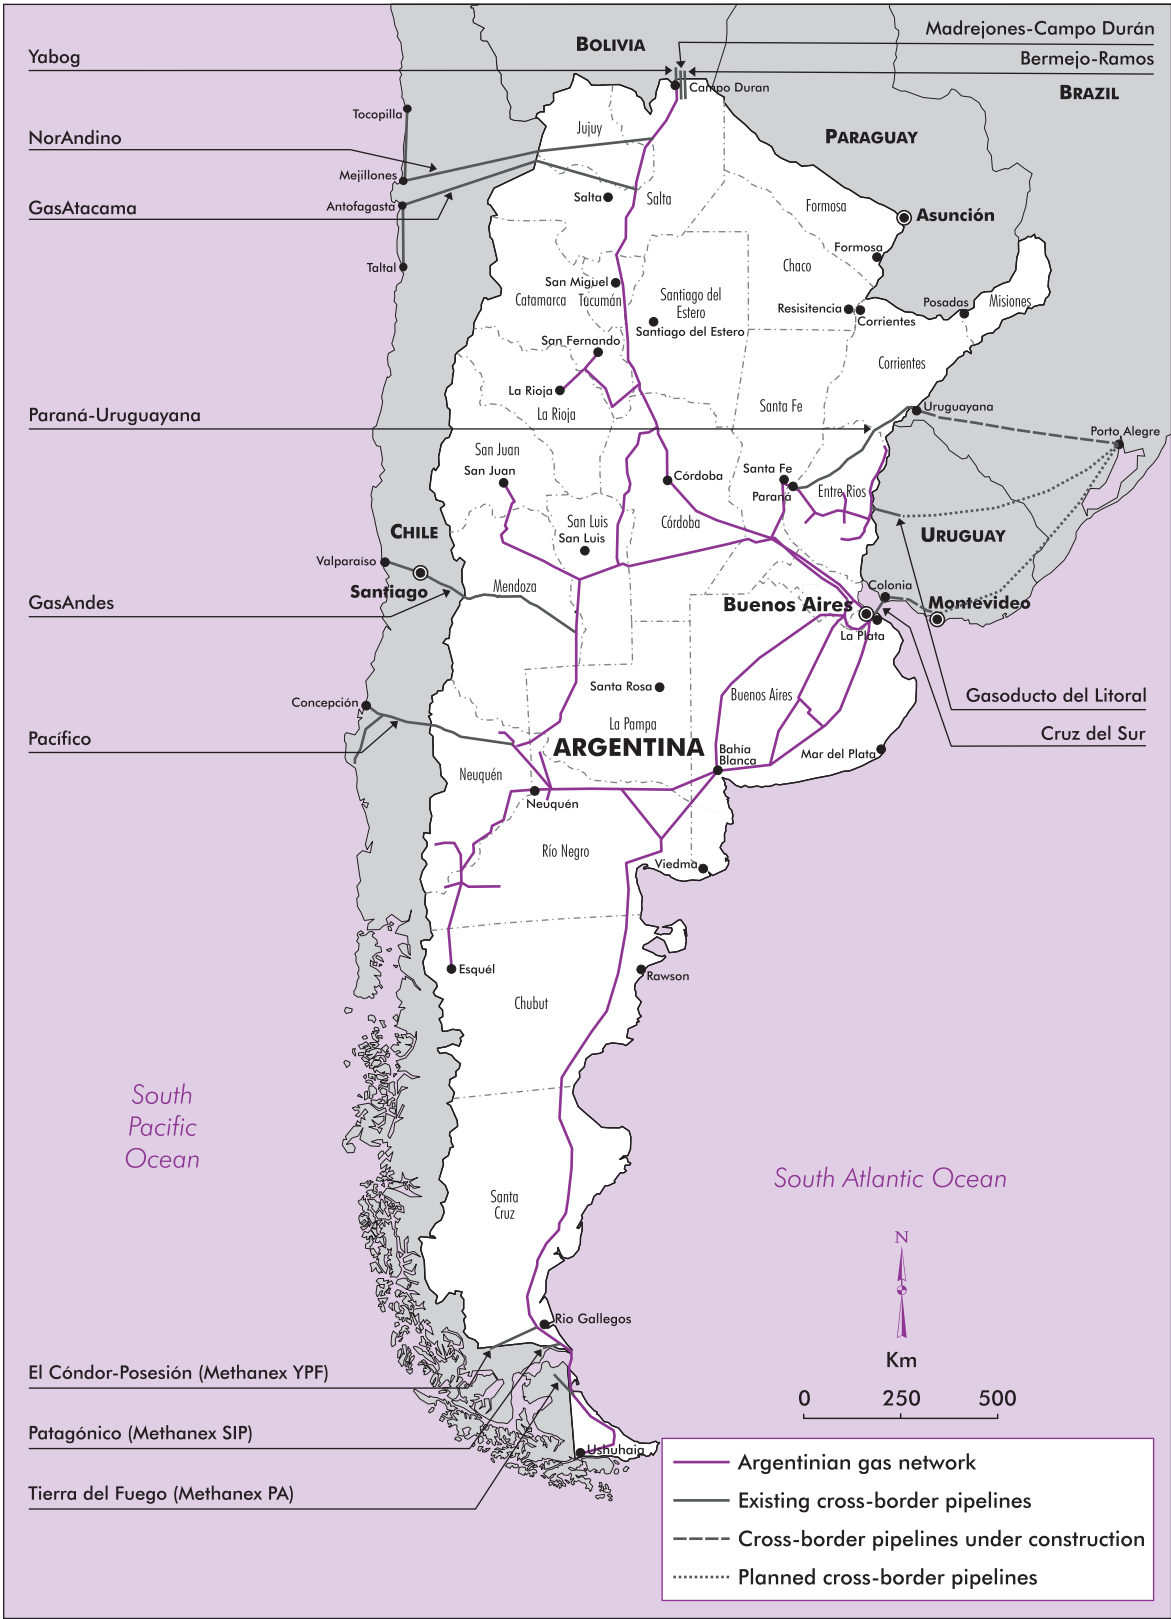 Madrejones-Campo Durán
BOLIVIA
Yabog
Bermejo-Ramos
Campo Duran
BRAZIL
Tocopilla
Jujuy
PARAGUAY
NorAndino
Mejillones
Salta
Salta
GasAtacama
Antofagasta
Formosa
Asunción
Formosa
Taltal
Chaco
San Miguel
Catamarca
Tucumán
Santiago del
Estero
Posadas
Misiones
Resisitencia
Corrientes
Santiago del Estero
San Fernando
Corrientes
La Rioja
La Rioja
Santa Fe
Uruguayana
Paraná-Uruguayana
Porto Alegre
San Juan
San Juan
Córdoba
Santa Fe
Paraná
Entre Rios
San Luis
San Luis
Córdoba
CHILE
URUGUAY
Valparaíso
Santiago
Mendoza
Colonia
GasAndes
Buenos Aires
Montevideo
La Plata
Santa Rosa
Buenos Aires
Gasoducto del Litoral
Concepción
La Pampa
Cruz del Sur
Pacífico
ARGENTINA
Bahía
Blanca
Mar del Plata
Neuquén
Neuquén
Río Negro
Viedma
Esquél
Rawson
Chubut
South
Pacific
Ocean
South Atlantic Ocean
Santa
Cruz
N
Rio Gallegos
Km
El Cóndor-Posesión (Methanex YPF)
0 250 500
Patagónico (Methanex SIP)
Ushuhaia
Tierra del Fuego (Methanex PA)
Argentinian gas network
Existing cross-border pipelines
Cross-border pipelines under construction
Planned cross-border pipelines